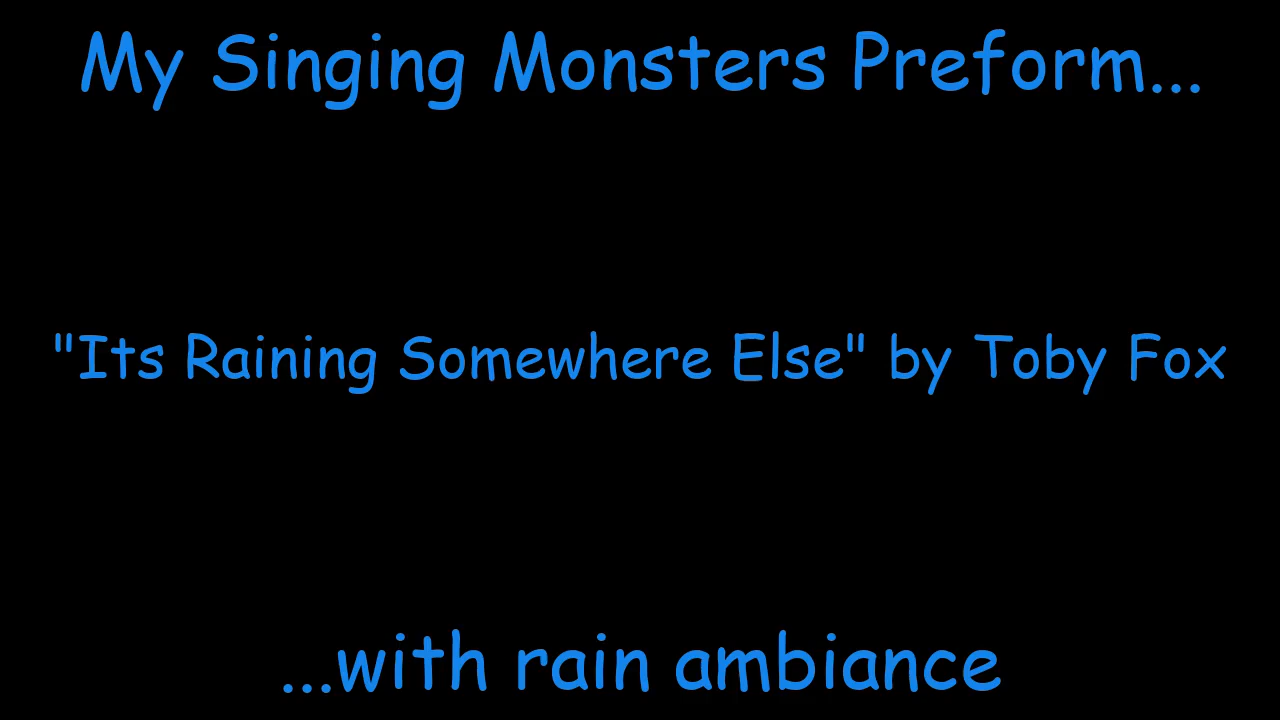 My Singing Monsters Preform...
"Its Raining Somewhere Else" by Toby Fox
...with rain ambiance